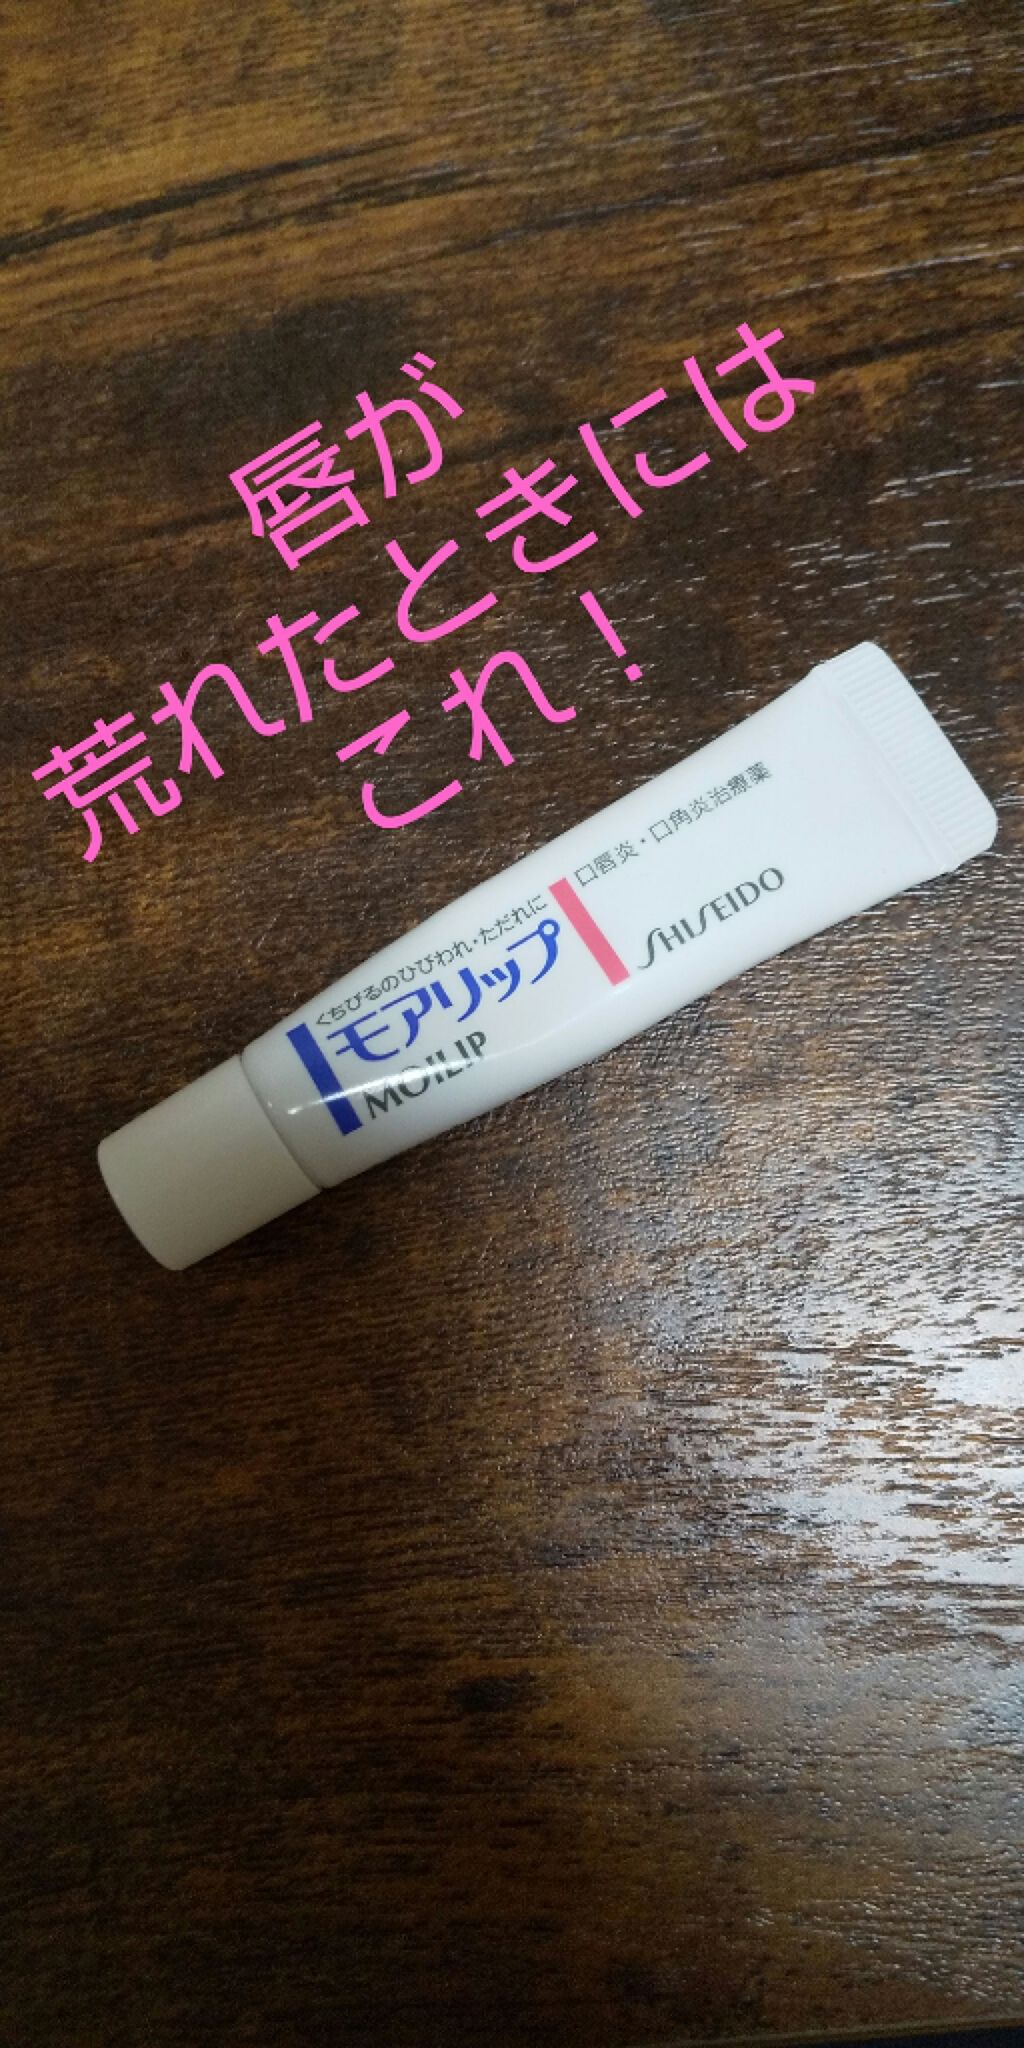 唇が
荒れたときには
これ！
くちびるのひびわれ・ただれに
モアリップ
MOILIP
口唇炎・口角炎治療薬
SHISEIDO